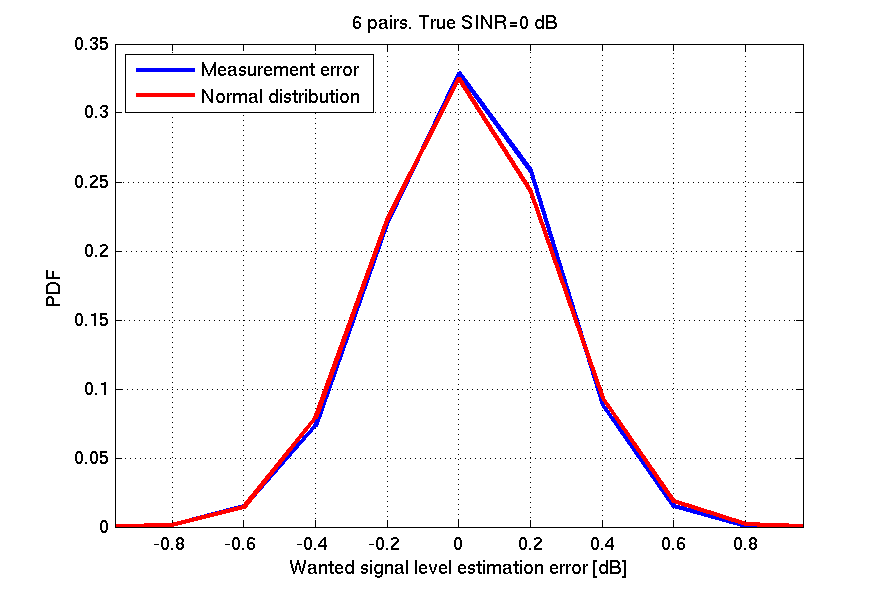 6 pairs. True SINR=0 dB
Measurement error
Normal distribution
0.35
0.3
0.25
0.2
0.15
0.1
0.05
0
PDF
-0.8 -0.6 -0.4 -0.2 0 0.2 0.4 0.6 0.8
Wanted signal level estimation error [dB]